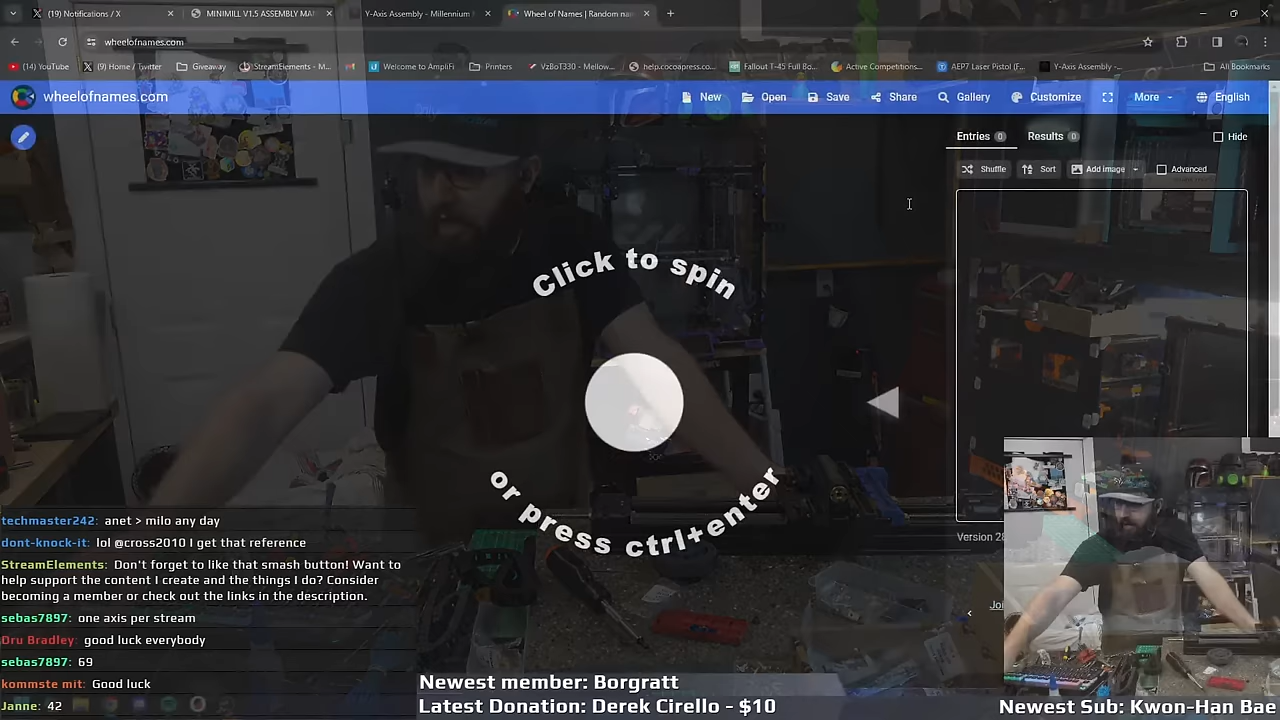 (19) Notifications / X
MINIMILL V1.5 ASSEMBLY MAN
Y-Axis Assembly - Millennium
Wheel of Names | Random na
wheelofnames.com
(14) YouTube
(9) Home / Twitter
Giveaway
StreamElements - M...
Welcome to AmpliFi
Printers
VzBoT330 – Mellow...
help.cocoapress.co...
Fallout T-45 Full Bo...
Active Competitions...
AEP7 Laser Pistol (F...
Y-Axis Assembly -...
All Bookmarks
wheelofnames.com
New
Open
Save
Share
Gallery
Customize
More
English
Entries 0
Results 0
Hide
Shuffle
Sort
Add image
Advanced
Click to spin
or press ctrl+enter
Version 28
Joi
techmaster242: anet > milo any day
dont-knock-it: lol @cross2010 I get that reference
StreamElements: Don't forget to like that smash button! Want to
help support the content I create and the things I do? Consider
becoming a member or check out the links in the description.
sebas7897: one axis per stream
Dru Bradley: good luck everybody
sebas7897: 69
kommste mit: Good luck
Janne: 42
Newest member: Borgratt
Latest Donation: Derek Cirello - $10
Newest Sub: Kwon-Han Bae